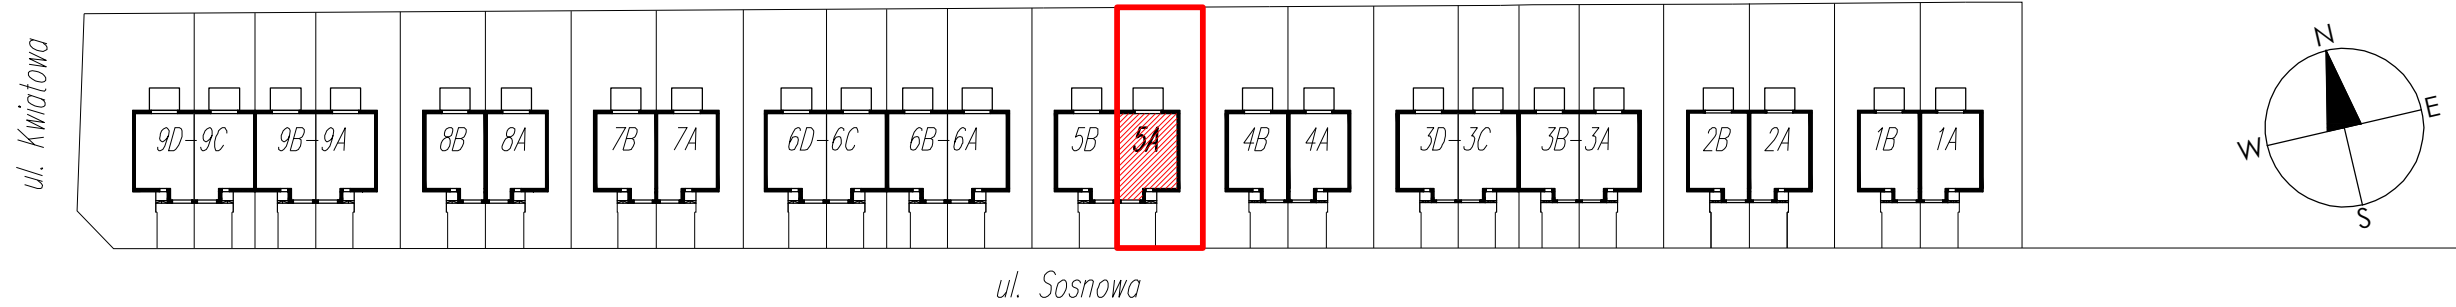 ul. Kwiatowa
9D-9C 9B-9A 8B 8A 7B 7A 6D-6C 6B-6A 5B 5A 4B 4A 3D-3C 3B-3A 2B 2A 1B 1A
N
E
W
S
ul. Sosnowa